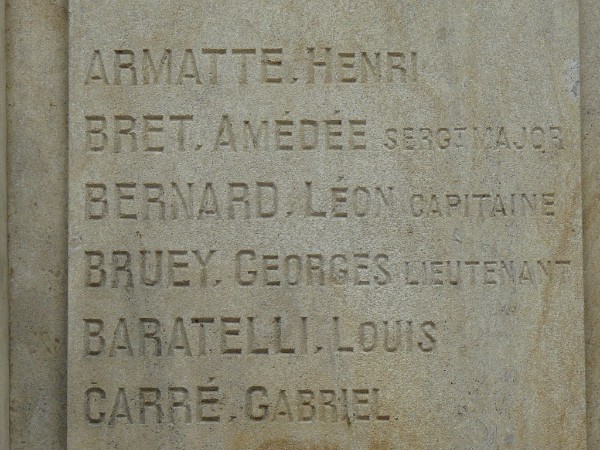 ARMATTE, HENRI
BRET, AMÉDÉE SERGT MAJOR
BERNARD, LÉON CAPITAINE
BRUEY, GEORGES LIEUTENANT
BARATELLI, LOUIS
CARRÉ, GABRIEL